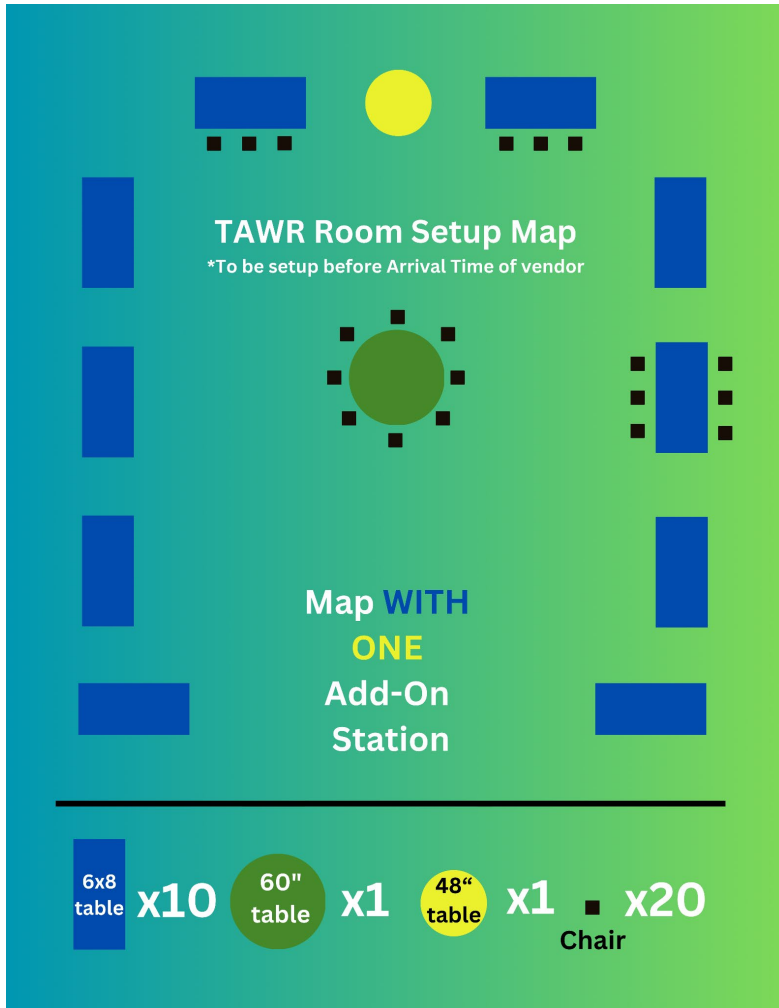 TAWR Room Setup Map
*To be setup before Arrival Time of vendor
Map WITH
ONE
Add-On
Station
6x8
table
x10
60"
table
x1
48“
table
x1
Chair
x20